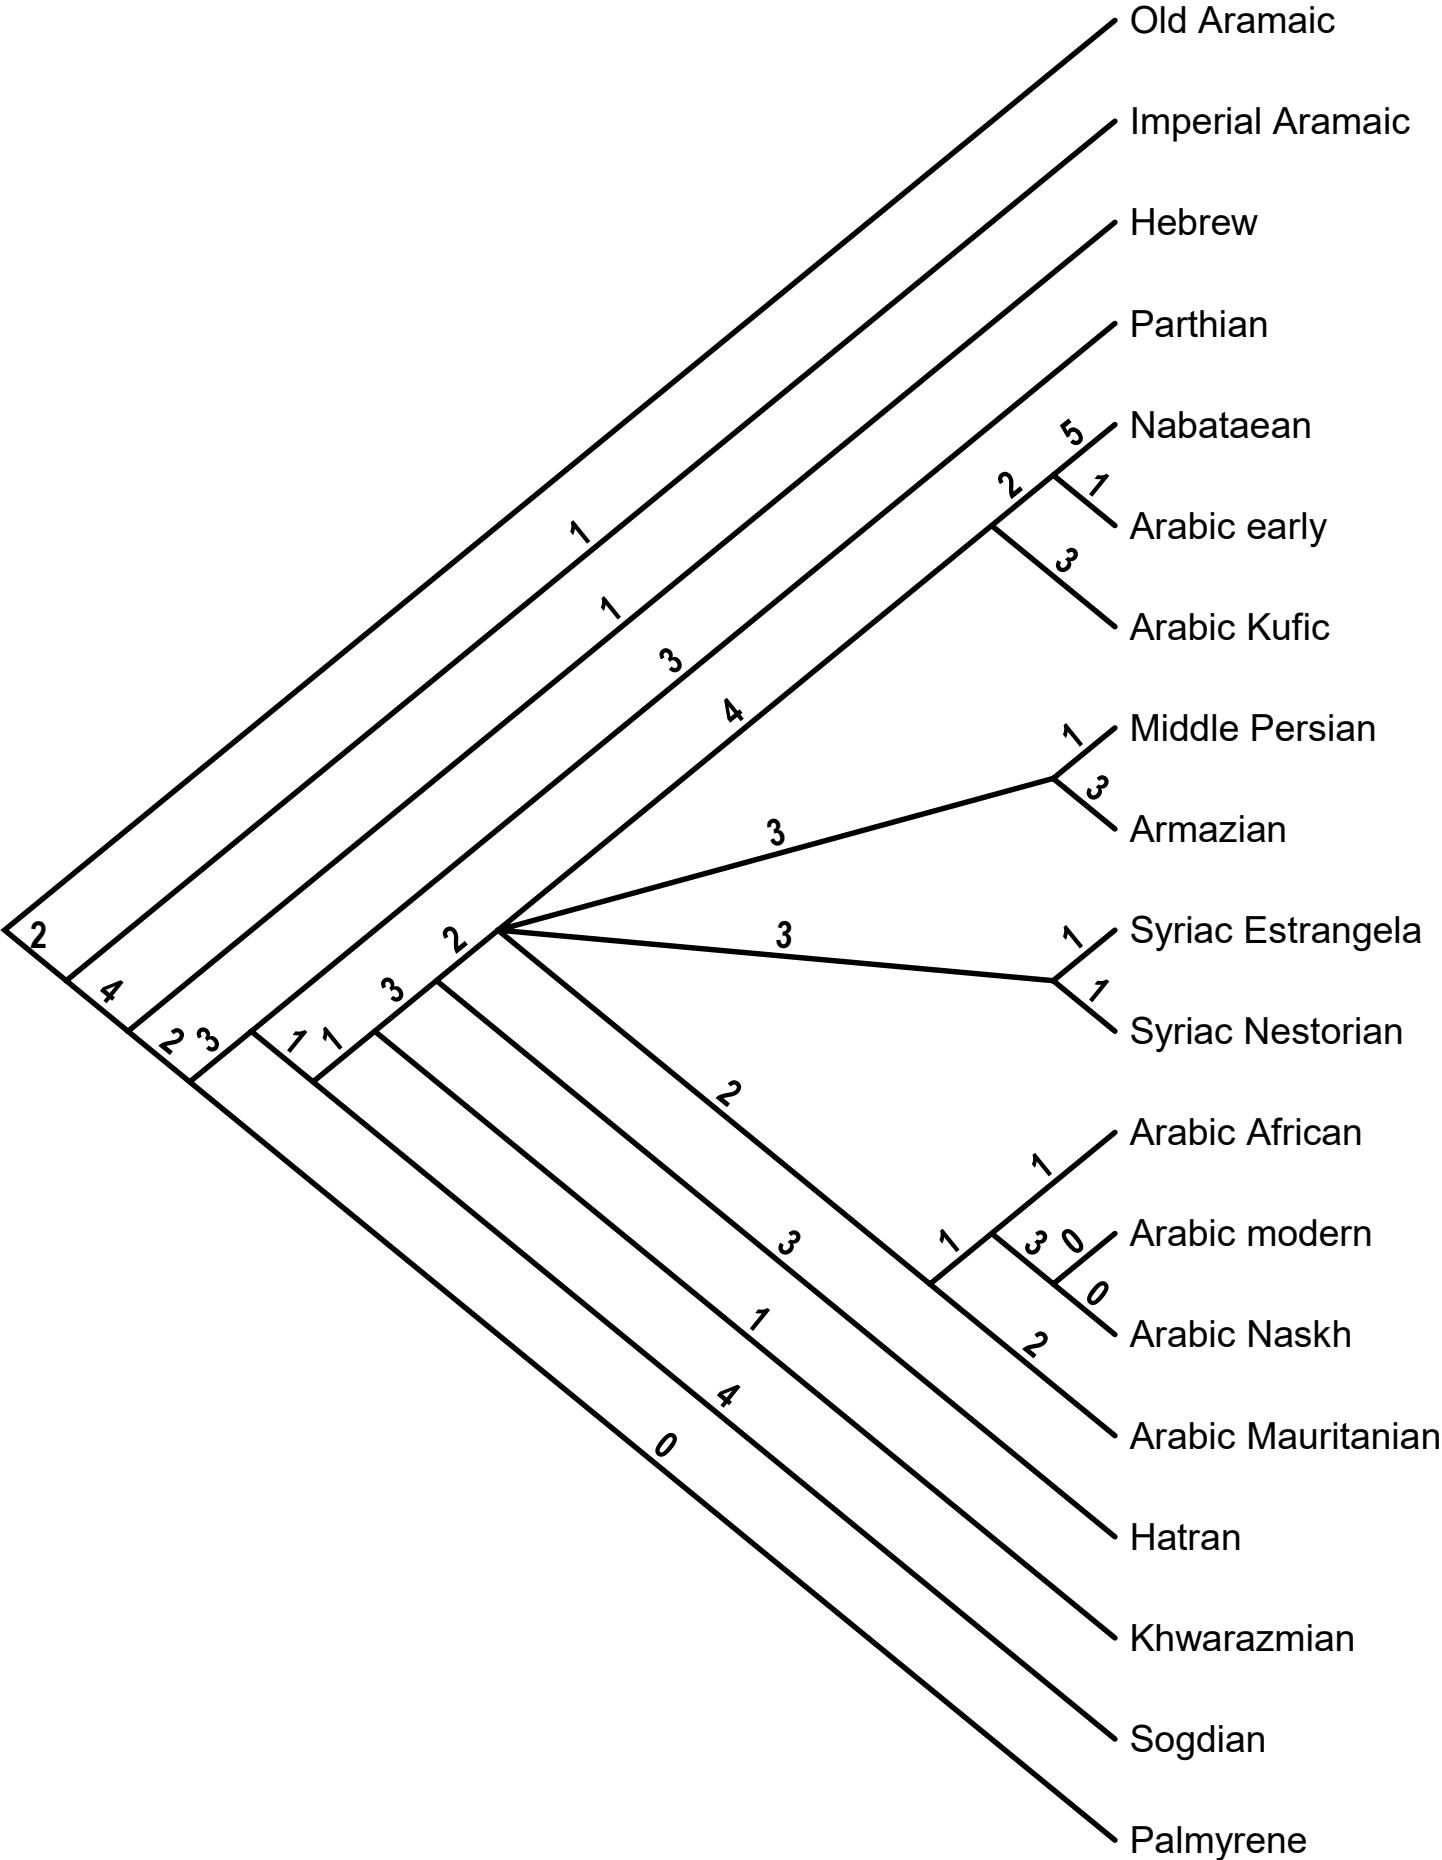 Old Aramaic
Imperial Aramaic
Hebrew
Parthian
5 Nabataean
2 1
Arabic early
1 3
Arabic Kufic
1
3
4 1 Middle Persian
3
3 Armazian
2 2 3 1 Syriac Estrangela
4 3 1
2 3 1 1 Syriac Nestorian
2
Arabic African
1
1 3 0 Arabic modern
3 0
1 2 Arabic Naskh
4
0 Arabic Mauritanian
Hatran
Khwarazmian
Sogdian
Palmyrene